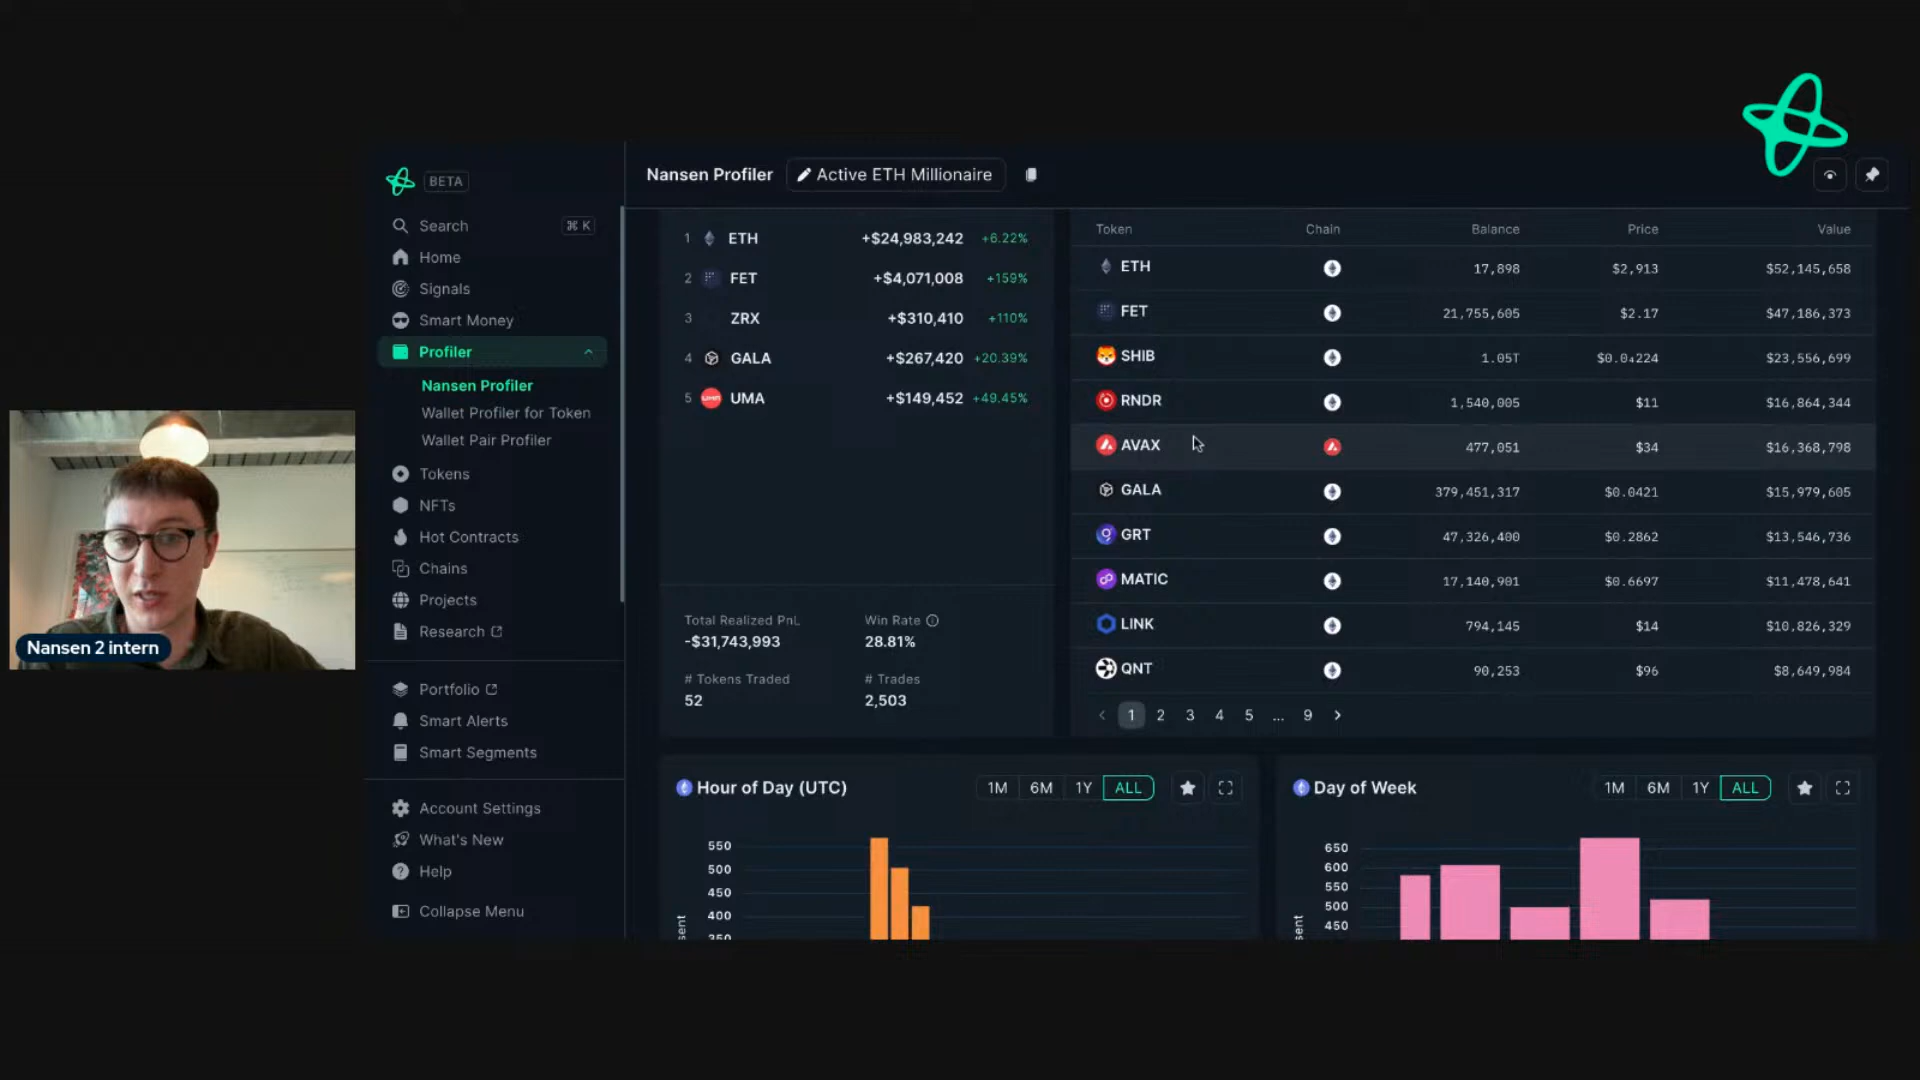 BETA
Search
⌘ K
Home
Signals
Smart Money
Profiler
Nansen Profiler
Wallet Profiler for Token
Wallet Pair Profiler
Tokens
NFTs
Hot Contracts
Chains
Projects
Research
Portfolio
Smart Alerts
Smart Segments
Account Settings
What's New
Help
Collapse Menu
Nansen 2 intern
Nansen Profiler
Active ETH Millionaire
1 ETH +$24,983,242 +6.22%
2 FET +$4,071,008 +159%
3 ZRX +$310,410 +110%
4 GALA +$267,420 +20.39%
5 UMA +$149,452 +49.45%
Total Realized PnL Win Rate
-$31,743,993 28.81%
# Tokens Traded # Trades
52 2,503
Token Chain Balance Price Value
ETH 17,898 $2,913 $52,145,658
FET 21,755,605 $2.17 $47,186,373
SHIB 1.05T $0.0₄224 $23,556,699
RNDR 1,540,005 $11 $16,864,344
AVAX 477,051 $34 $16,368,798
GALA 379,451,317 $0.0421 $15,979,605
GRT 47,326,400 $0.2862 $13,546,736
MATIC 17,140,901 $0.6697 $11,478,641
LINK 794,145 $14 $10,826,329
QNT 90,253 $96 $8,649,984
1 2 3 4 5 ... 9
Hour of Day (UTC) 1M 6M 1Y ALL
550
500
450
400
350
sent
Day of Week 1M 6M 1Y ALL
650
600
550
500
450
sent